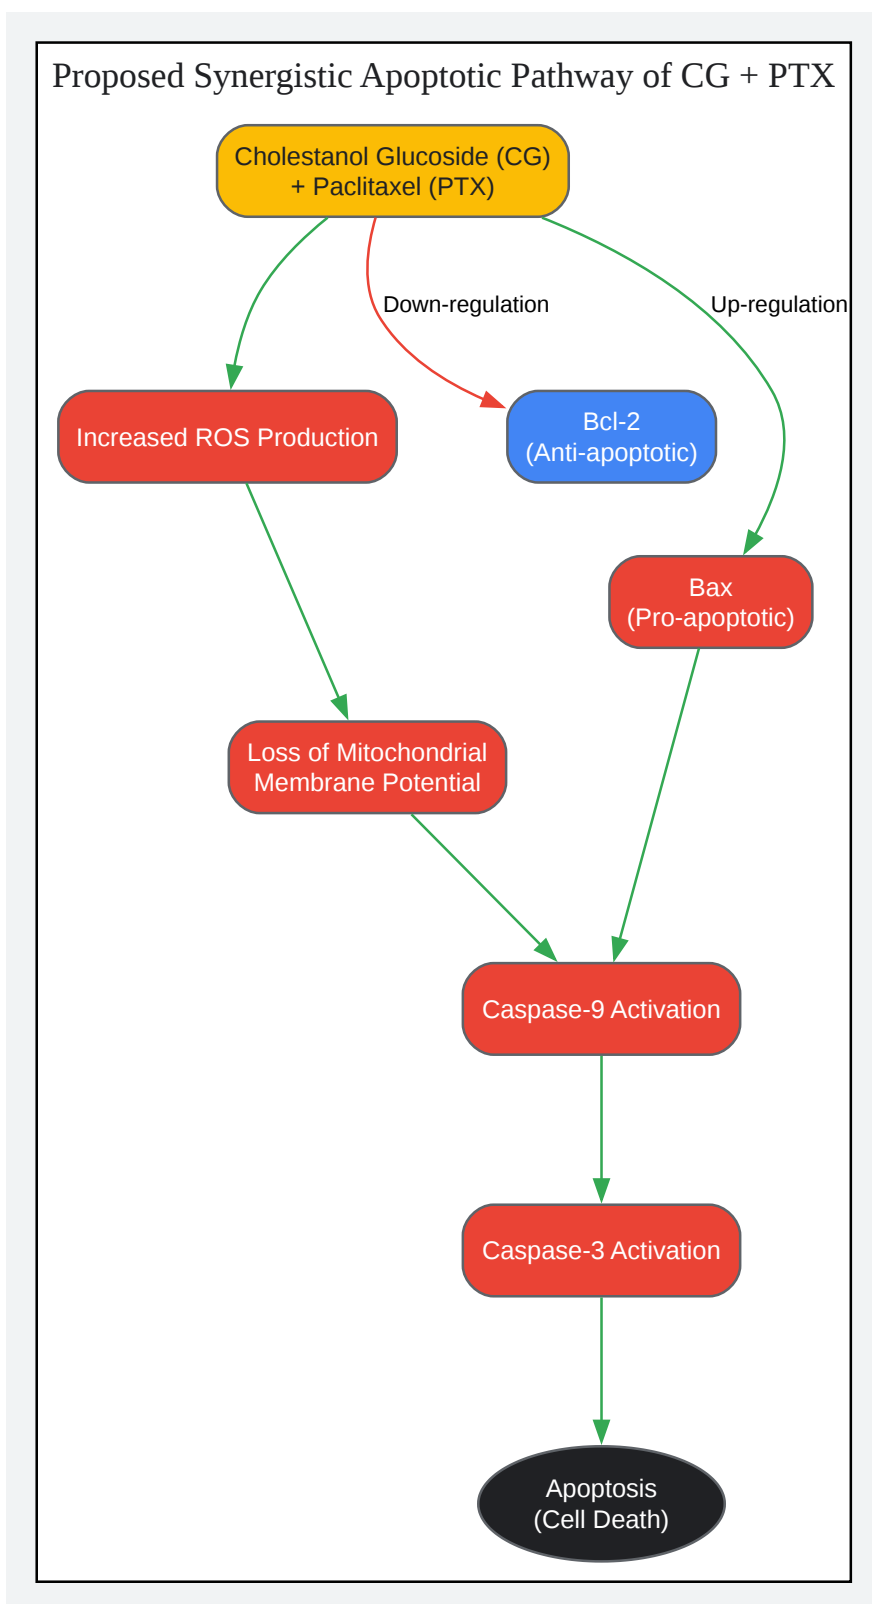 Proposed Synergistic Apoptotic Pathway of CG + PTX
Cholestanol Glucoside (CG)
+ Paclitaxel (PTX)
Down-regulation
Up-regulation
Increased ROS Production
Bcl-2
(Anti-apoptotic)
Bax
(Pro-apoptotic)
Loss of Mitochondrial
Membrane Potential
Caspase-9 Activation
Caspase-3 Activation
Apoptosis
(Cell Death)